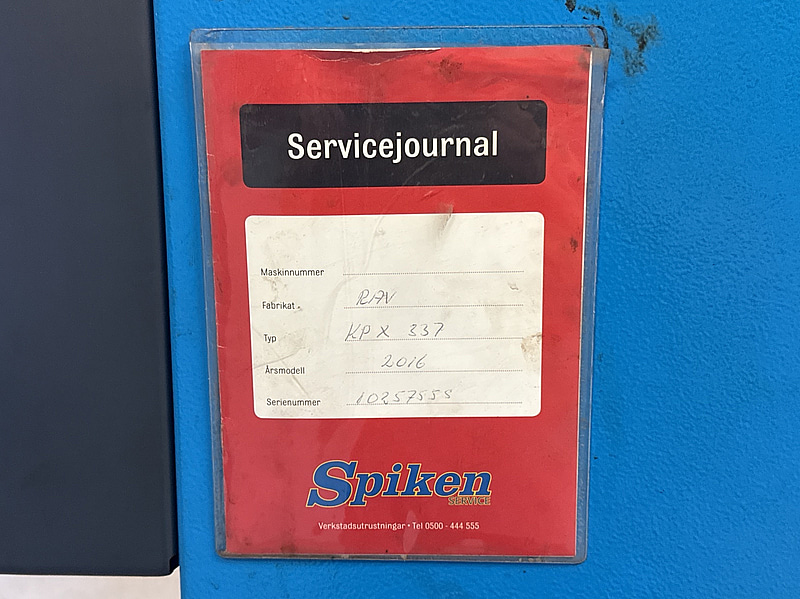 Servicejournal
Maskinnummer
Fabrikat RAV
Typ KPX 337
Årsmodell 2016
Serienummer 10257555
Spiken
SERVICE
Verkstadsutrustningar • Tel 0500 - 444 555